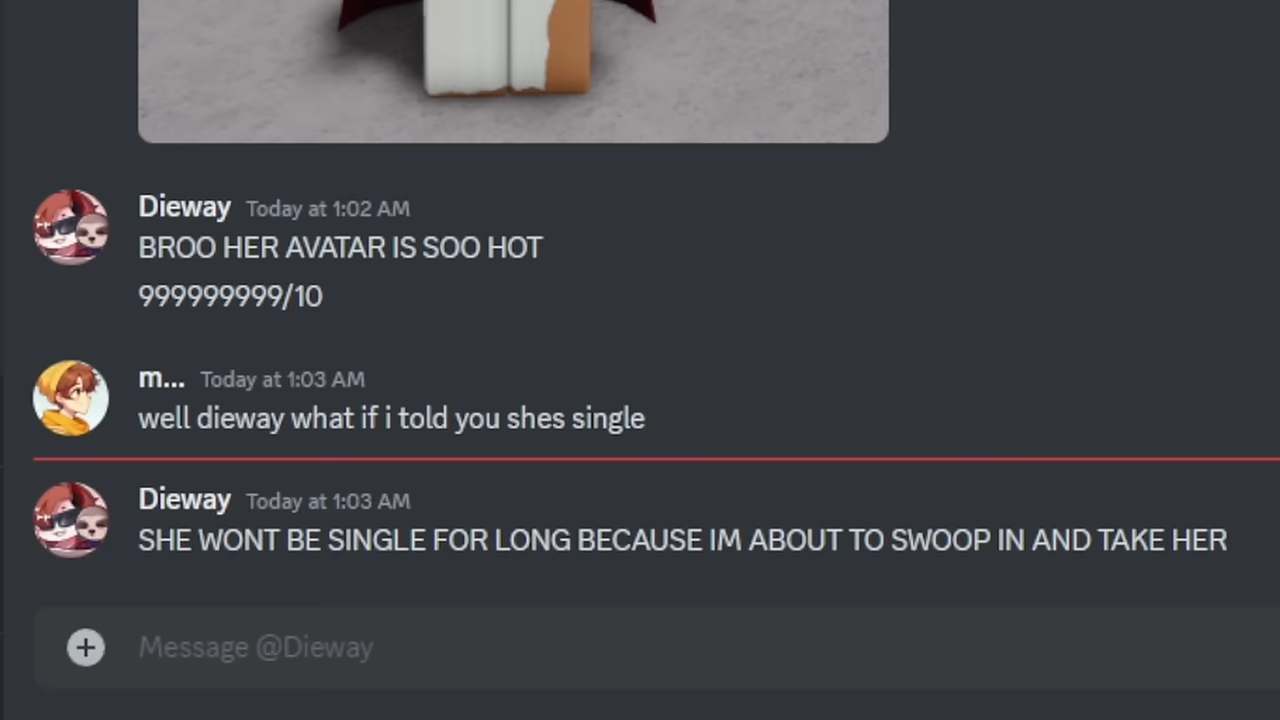 Dieway Today at 1:02 AM
BROO HER AVATAR IS SOO HOT
999999999/10
m... Today at 1:03 AM
well dieway what if i told you shes single
Dieway Today at 1:03 AM
SHE WONT BE SINGLE FOR LONG BECAUSE IM ABOUT TO SWOOP IN AND TAKE HER
Message @Dieway